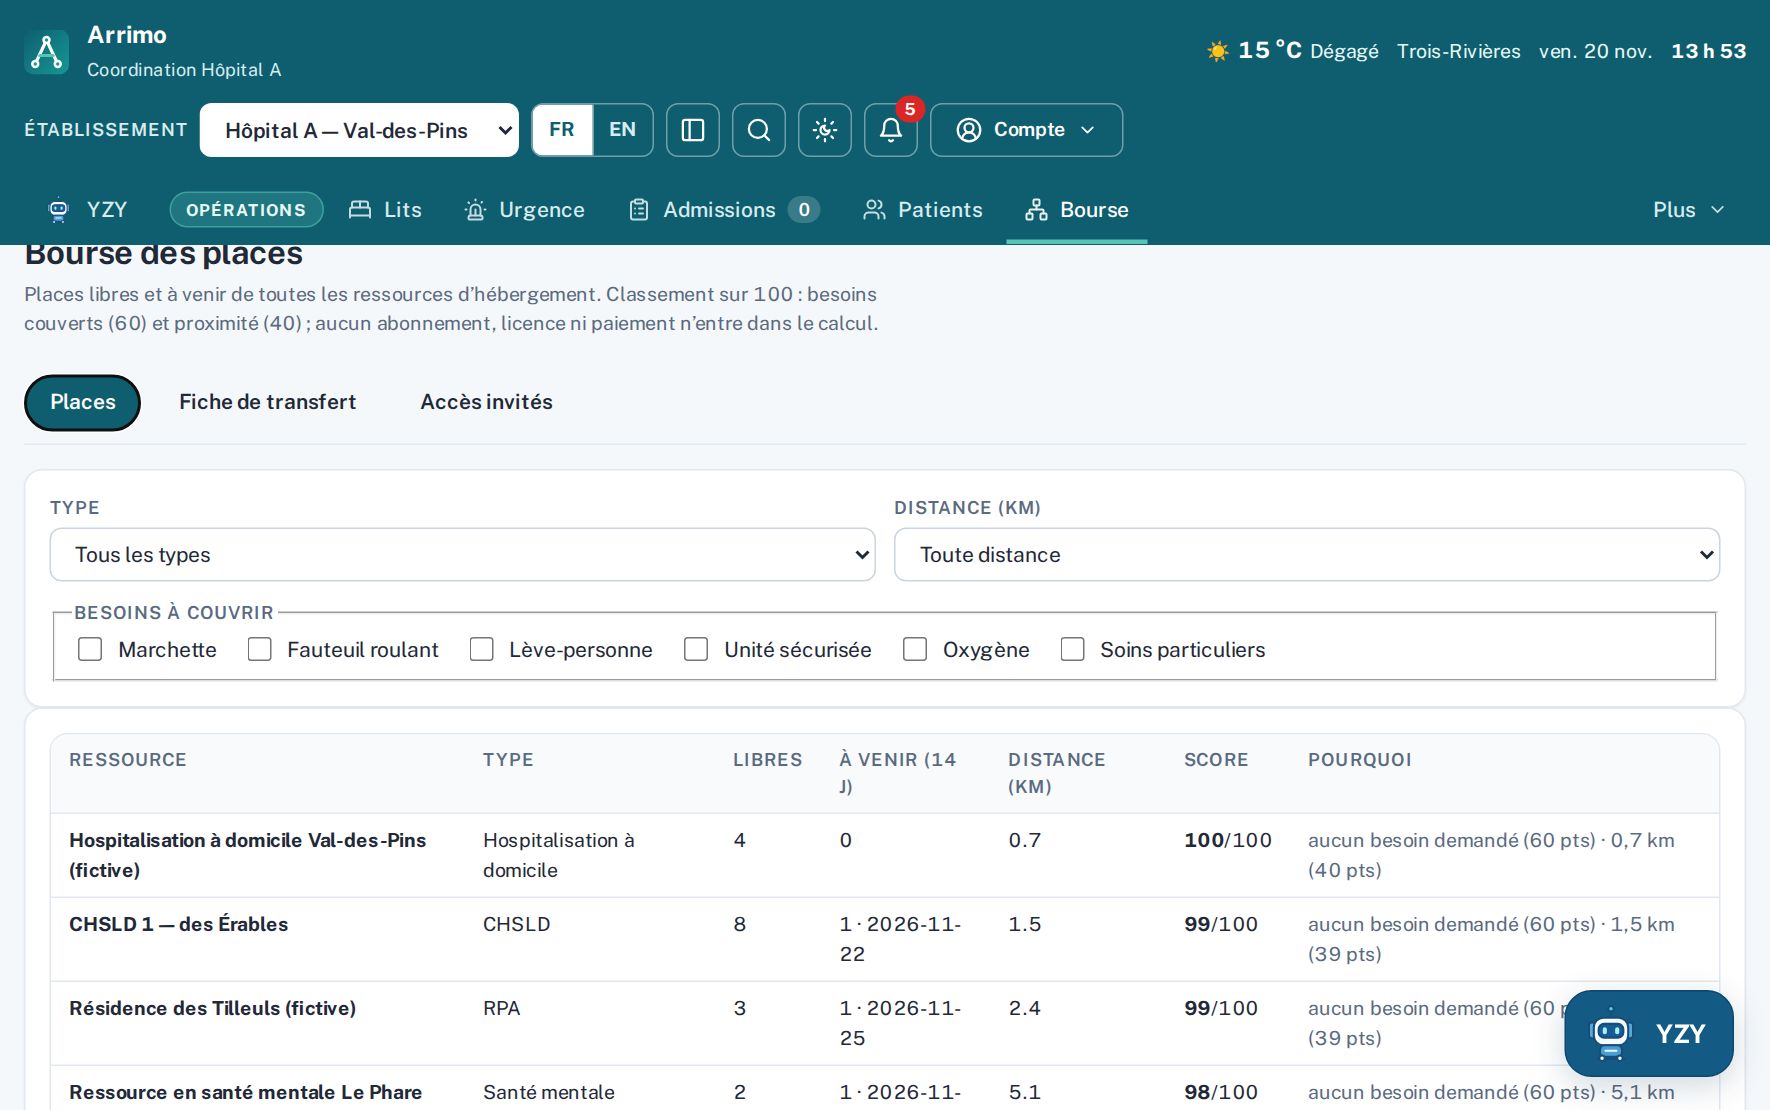 Arrimo
Coordination Hôpital A
☀️ 15 °C Dégagé Trois-Rivières ven. 20 nov. 13 h 53
ÉTABLISSEMENT Hôpital A — Val-des-Pins FR EN 5 Compte
YZY OPÉRATIONS Lits Urgence Admissions 0 Patients Bourse Plus
Bourse des places
Places libres et à venir de toutes les ressources d’hébergement. Classement sur 100 : besoins
couverts (60) et proximité (40) ; aucun abonnement, licence ni paiement n’entre dans le calcul.
Places Fiche de transfert Accès invités
TYPE DISTANCE (KM)
Tous les types Toute distance
BESOINS À COUVRIR
Marchette Fauteuil roulant Lève-personne Unité sécurisée Oxygène Soins particuliers
RESSOURCE TYPE LIBRES À VENIR (14 DISTANCE SCORE POURQUOI
J) (KM)
Hospitalisation à domicile Val-des-Pins Hospitalisation à 4 0 0.7 100/100 aucun besoin demandé (60 pts) · 0,7 km
(fictive) domicile (40 pts)
CHSLD 1 — des Érables CHSLD 8 1 · 2026-11- 1.5 99/100 aucun besoin demandé (60 pts) · 1,5 km
22 (39 pts)
Résidence des Tilleuls (fictive) RPA 3 1 · 2026-11- 2.4 99/100 aucun besoin demandé (60
25 (39 pts)
YZY
Ressource en santé mentale Le Phare Santé mentale 2 1 · 2026-11- 5.1 98/100 aucun besoin demandé (60 pts) · 5,1 km